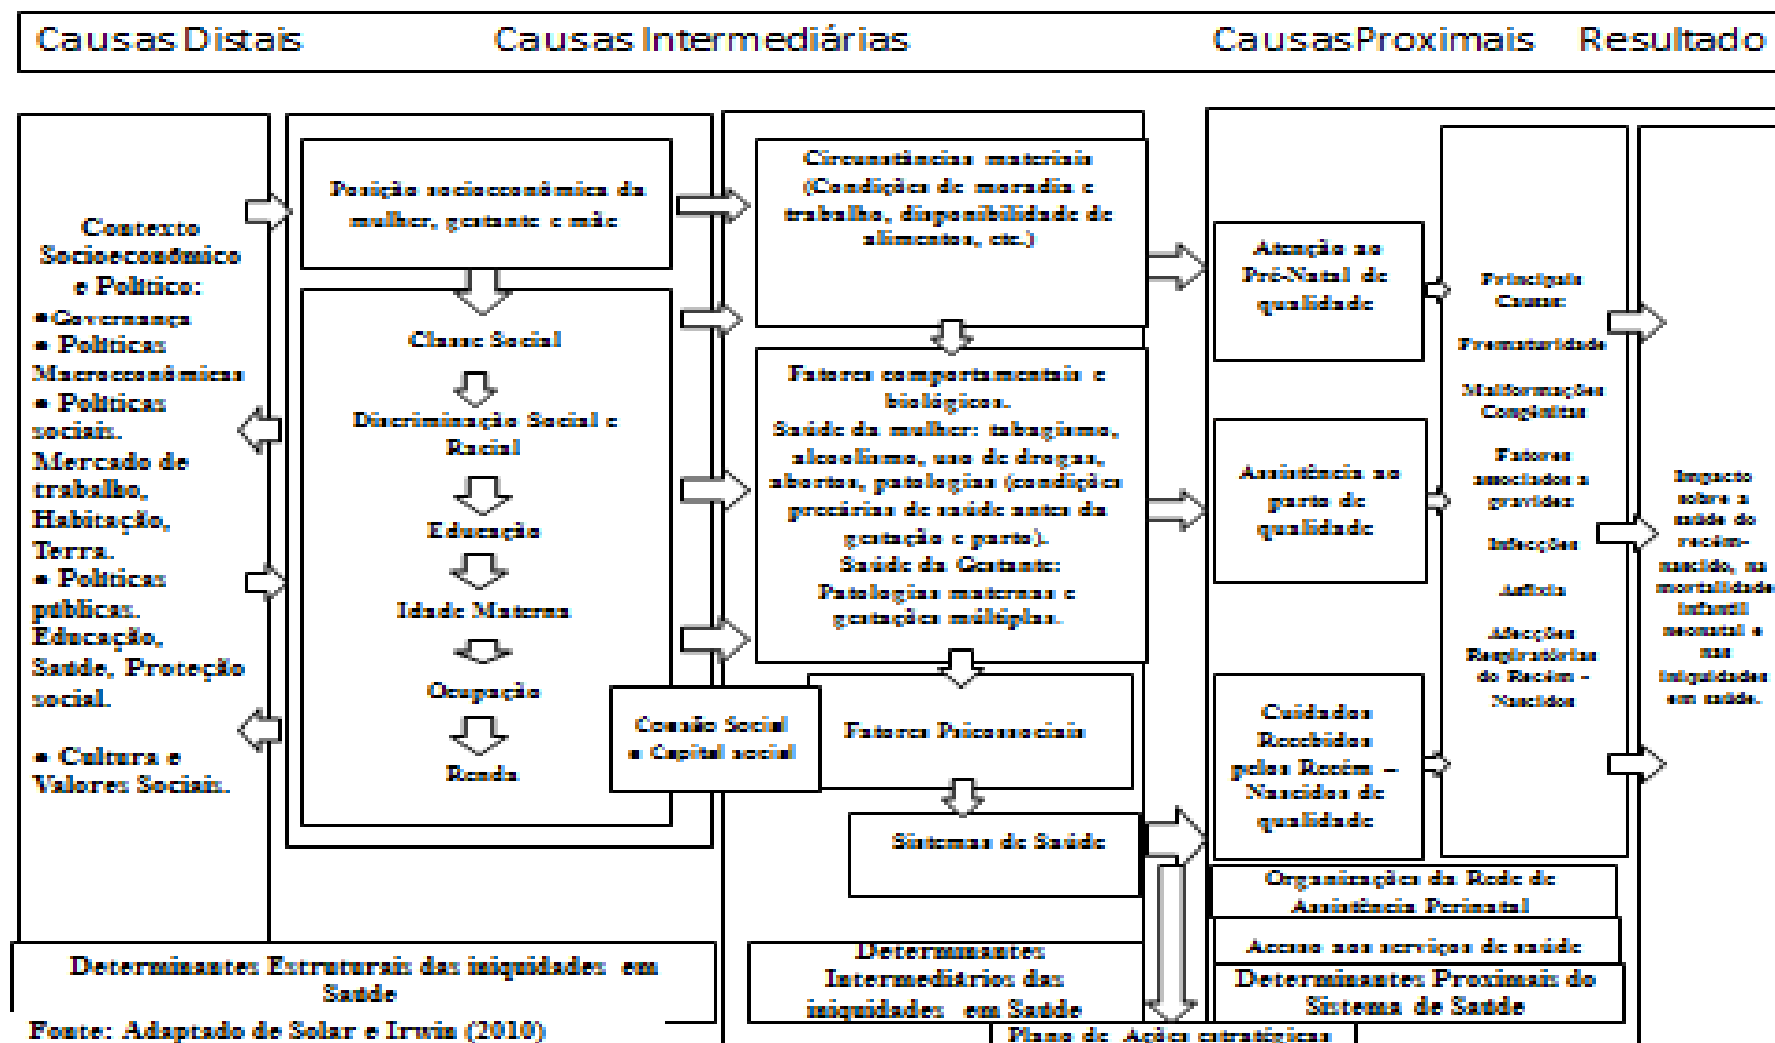 Causas Distais Causas Intermediárias Causas Proximais Resultado
Contexto
Socioeconômico
e Político:
• Governança
• Políticas
Macroeconômicas
• Políticas
sociais.
Mercado de
trabalho,
Habitação,
Terra.
• Políticas
públicas.
Educação,
Saúde, Proteção
social.
• Cultura e
Valores Sociais.
Posição socioeconômica da
mulher, gestante e mãe
Classe Social
Discriminação Social e
Racial
Educação
Idade Materna
Ocupação
Renda
Coesão Social
e Capital social
Circunstâncias materiais
(Condições de moradia e
trabalho, disponibilidade de
alimentos, etc.)
Fatores comportamentais e
biológicos.
Saúde da mulher: tabagismo,
alcoolismo, uso de drogas,
abortos, patologias (condições
precárias de saúde antes da
gestação e parto).
Saúde da Gestante:
Patologias maternas e
gestações múltiplas.
Fatores Psicossociais
Sistemas de Saúde
Atenção ao
Pré-Natal de
qualidade
Assistência ao
parto de
qualidade
Cuidados
Recebidos
pelos Recém –
Nascidos de
qualidade
Principais
Causas:
Prematuridade
Malformações
Congênitas
Fatores
associados a
gravidez
Infecções
Asfixia
Afecções
Respiratórias
do Recém –
Nascidos
Impacto
sobre a
saúde do
recém-
nascido, na
mortalidade
infantil
neonatal e
nas
iniquidades
em saúde.
Organizações da Rede de
Assistência Perinatal
Acesso aos serviços de saúde
Determinantes Estruturais das iniquidades em
Saúde
Determinantes
Intermediários das
iniquidades em Saúde
Determinantes Proximais do
Sistema de Saúde
Fonte: Adaptado de Solar e Irwin (2010)
Plano de Ações estratégicas